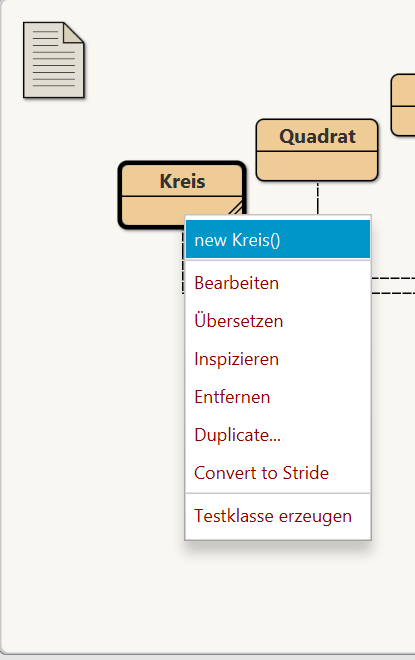 Quadrat
Kreis
new Kreis()
Bearbeiten
Übersetzen
Inspizieren
Entfernen
Duplicate...
Convert to Stride
Testklasse erzeugen